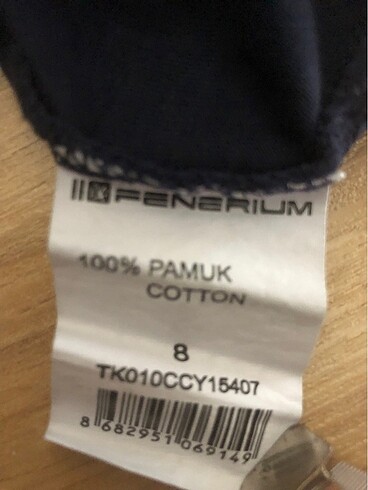 FENERIUM
100% PAMUK
COTTON
8
TK010CCY15407
8 682951 069149